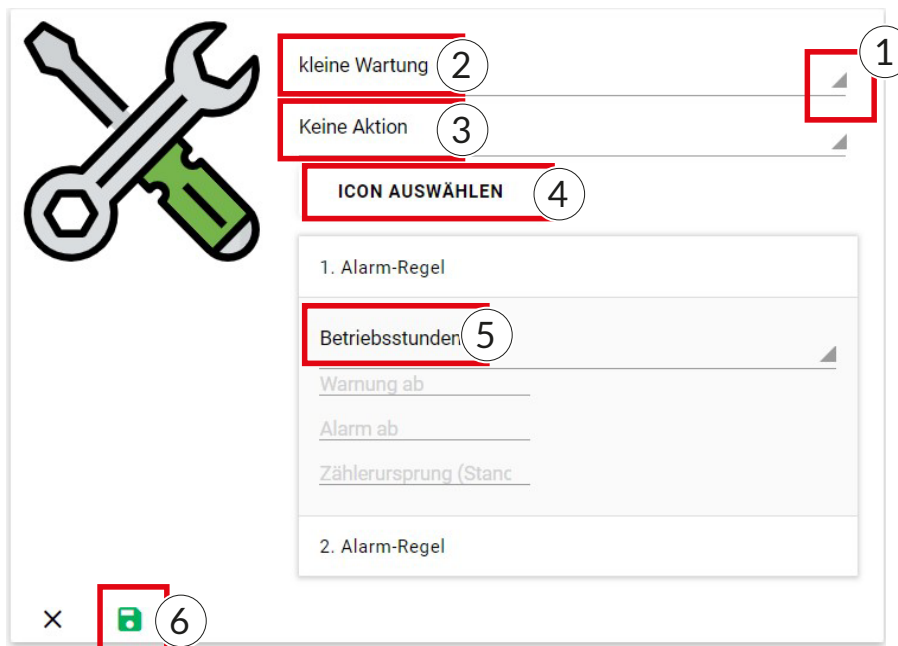 1
kleine Wartung 2
Keine Aktion 3
ICON AUSWÄHLEN 4
1. Alarm-Regel
Betriebsstunden 5
Warnung ab
Alarm ab
Zählerursprung (Stanc
2. Alarm-Regel
6